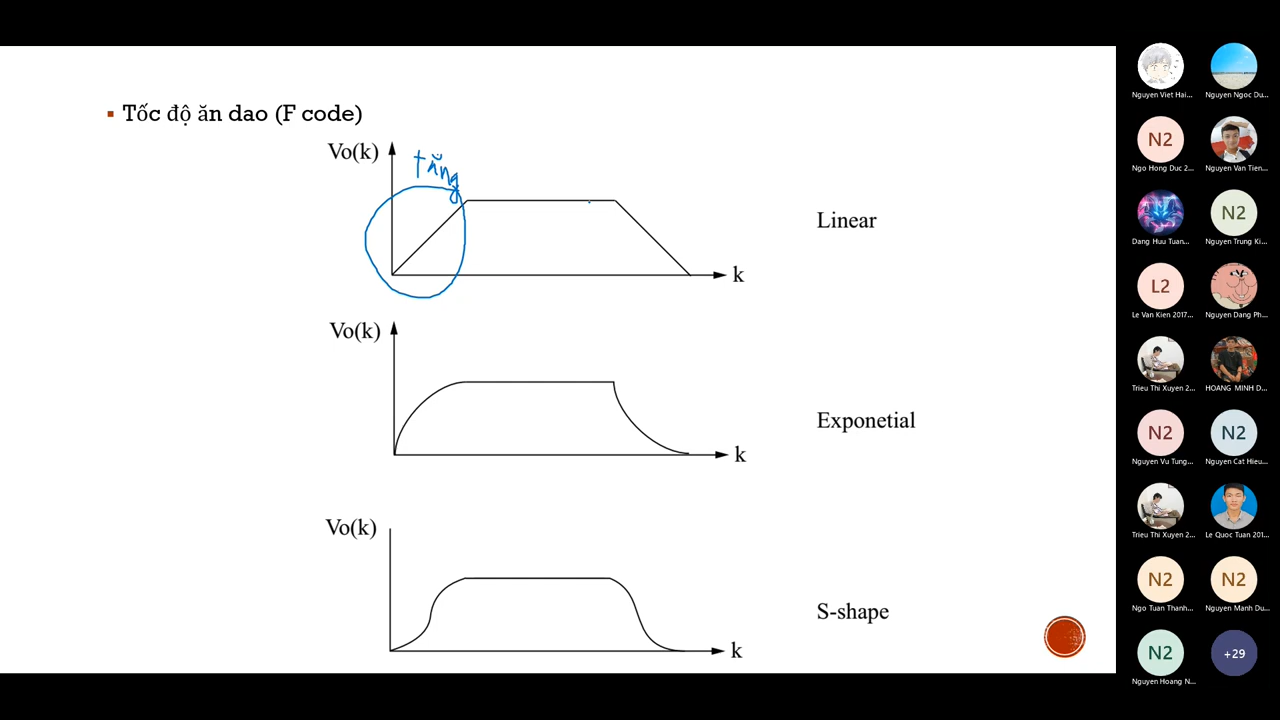 ▪ Tốc độ ăn dao (F code)
Vo(k)
tăng
k
Linear
Vo(k)
k
Exponetial
Vo(k)
k
S-shape
Nguyen Viet Hai...
Nguyen Ngoc Du...
N2
Ngo Hong Duc 2...
Nguyen Van Tien...
Dang Huu Tuan...
N2
Nguyen Trung Ki...
L2
Le Van Kien 2017...
Nguyen Dang Ph...
Trieu Thi Xuyen 2...
HOANG MINH D...
N2
Nguyen Vu Tung...
N2
Nguyen Cat Hieu...
Trieu Thi Xuyen 2...
Le Quoc Tuan 201...
N2
Ngo Tuan Thanh...
N2
Nguyen Manh Du...
N2
Nguyen Hoang N...
+29